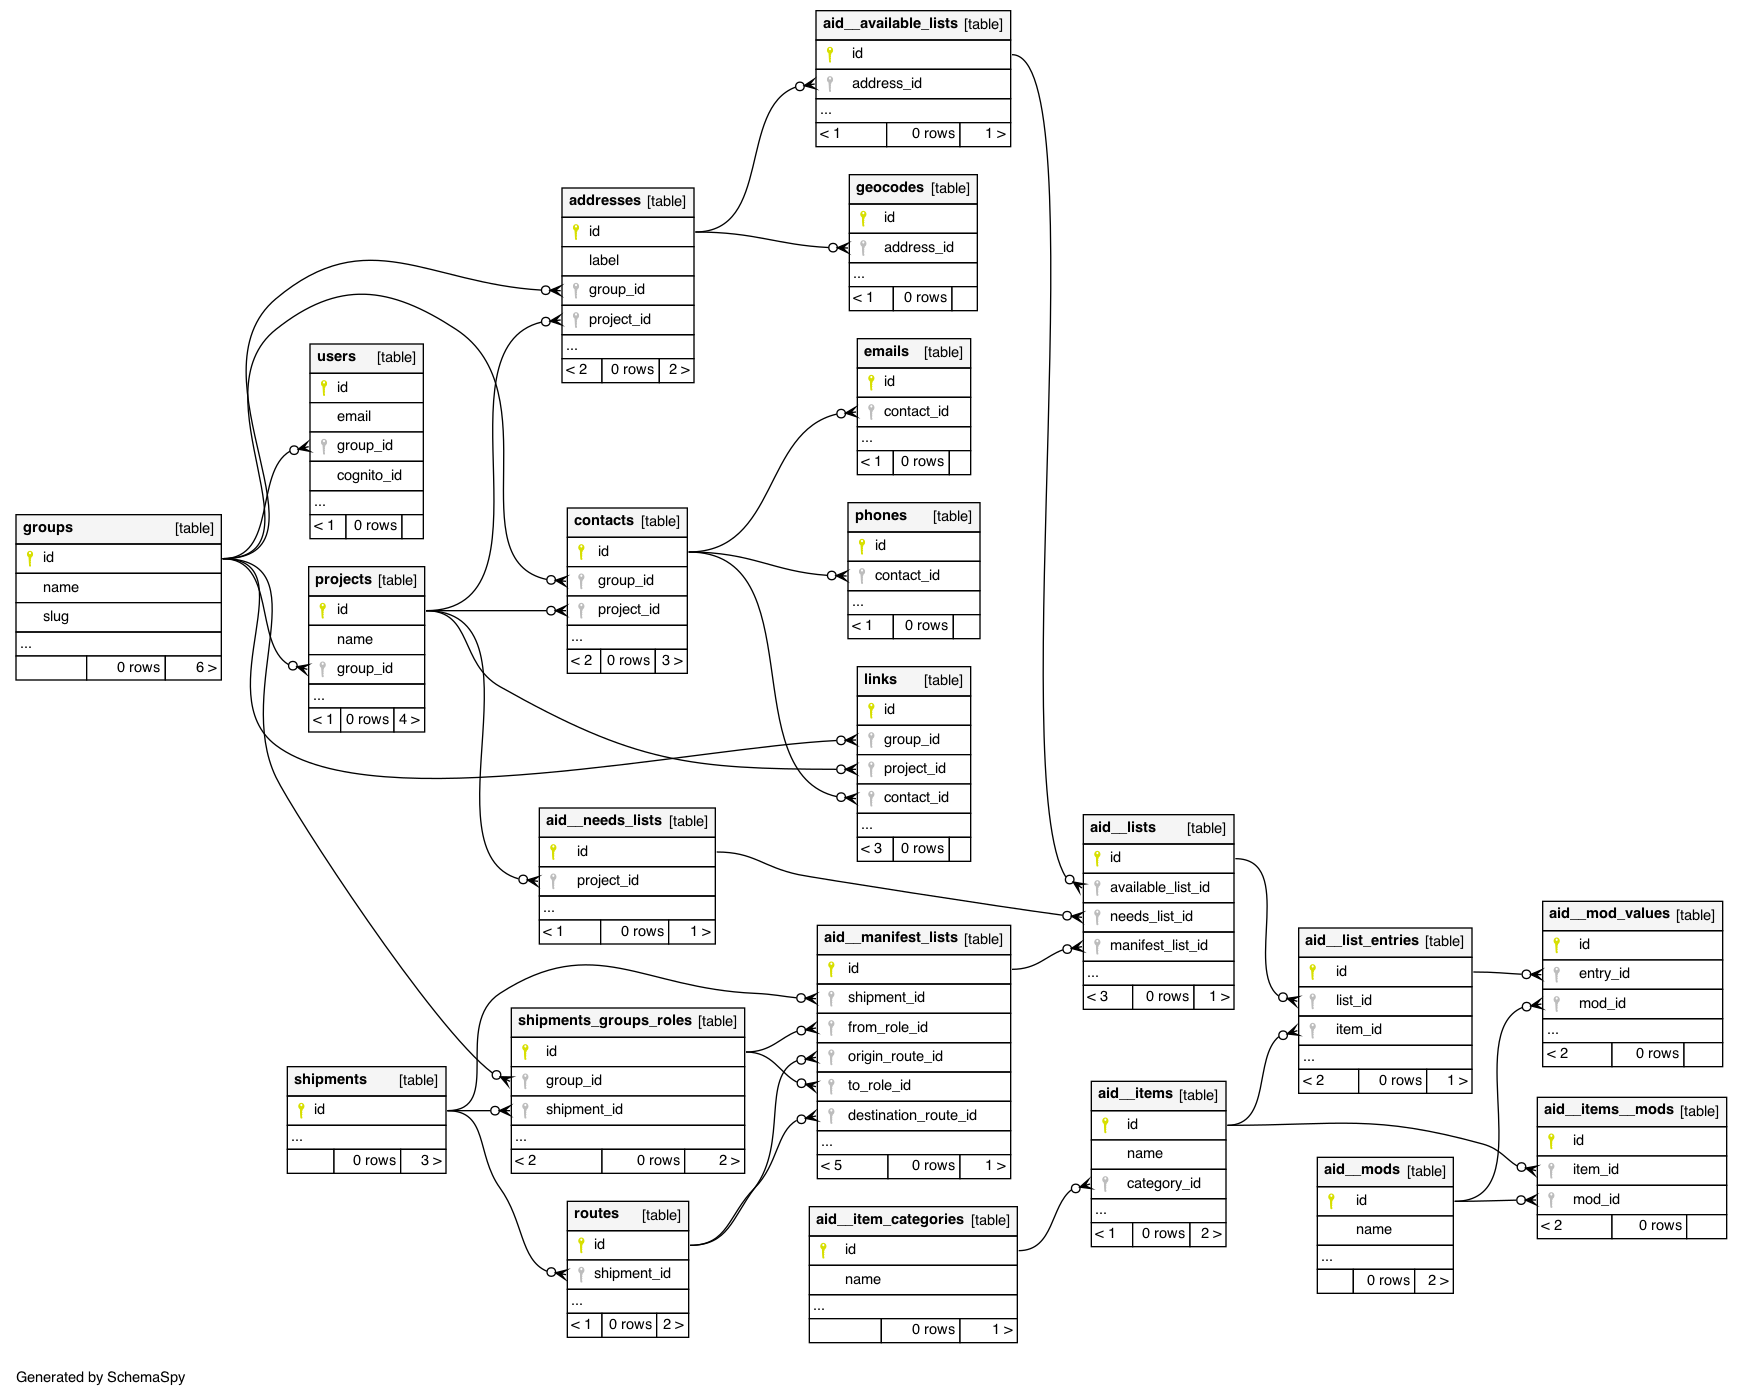 aid__available_lists [table]
id
address_id
...
< 1 0 rows 1 >
geocodes [table]
id
address_id
...
< 1 0 rows
addresses [table]
id
label
group_id
project_id
...
< 2 0 rows 2 >
users [table]
id
email
group_id
cognito_id
...
< 1 0 rows
emails [table]
id
contact_id
...
< 1 0 rows
groups [table]
id
name
slug
...
0 rows 6 >
projects [table]
id
name
group_id
...
< 1 0 rows 4 >
contacts [table]
id
group_id
project_id
...
< 2 0 rows 3 >
phones [table]
id
contact_id
...
< 1 0 rows
links [table]
id
group_id
project_id
contact_id
...
< 3 0 rows
aid__needs_lists [table]
id
project_id
...
< 1 0 rows 1 >
aid__lists [table]
id
available_list_id
needs_list_id
manifest_list_id
...
< 3 0 rows 1 >
aid__manifest_lists [table]
id
shipment_id
from_role_id
origin_route_id
to_role_id
destination_route_id
...
< 5 0 rows 1 >
aid__list_entries [table]
id
list_id
item_id
...
< 2 0 rows 1 >
aid__mod_values [table]
id
entry_id
mod_id
...
< 2 0 rows
shipments_groups_roles [table]
id
group_id
shipment_id
...
< 2 0 rows 2 >
shipments [table]
id
...
0 rows 3 >
aid__items [table]
id
name
category_id
...
< 1 0 rows 2 >
aid__items__mods [table]
id
item_id
mod_id
< 2 0 rows
aid__mods [table]
id
name
...
0 rows 2 >
routes [table]
id
shipment_id
...
< 1 0 rows 2 >
aid__item_categories [table]
id
name
...
0 rows 1 >
Generated by SchemaSpy